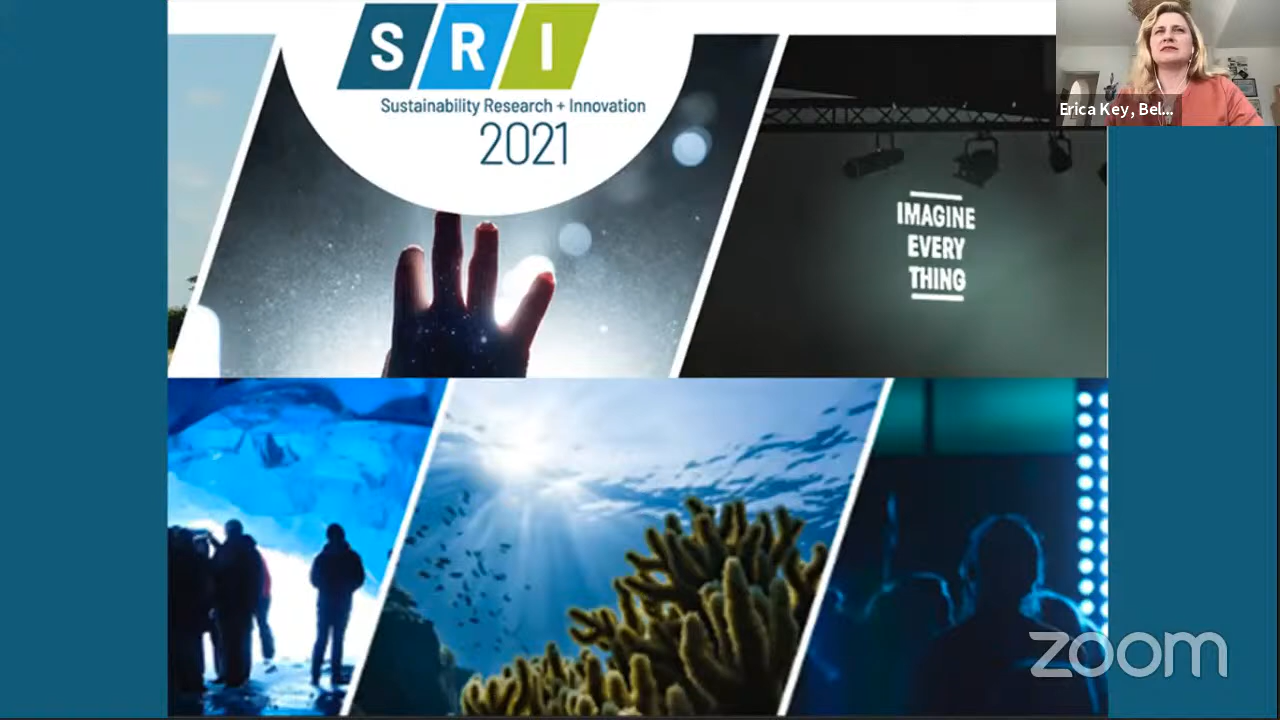 SRI
Sustainability Research + Innovation
2021
Erica Key, Bel...
IMAGINE
EVERY
THING
zoom